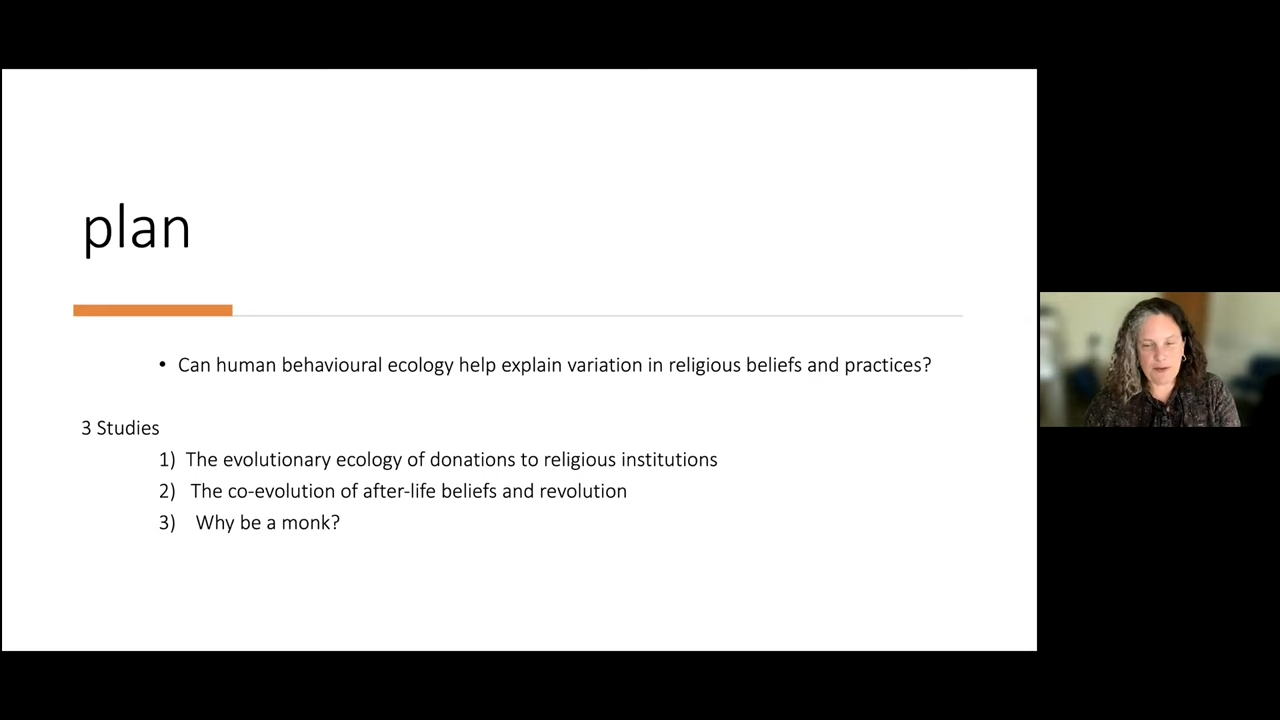 plan
• Can human behavioural ecology help explain variation in religious beliefs and practices?
3 Studies
1) The evolutionary ecology of donations to religious institutions
2) The co-evolution of after-life beliefs and revolution
3) Why be a monk?